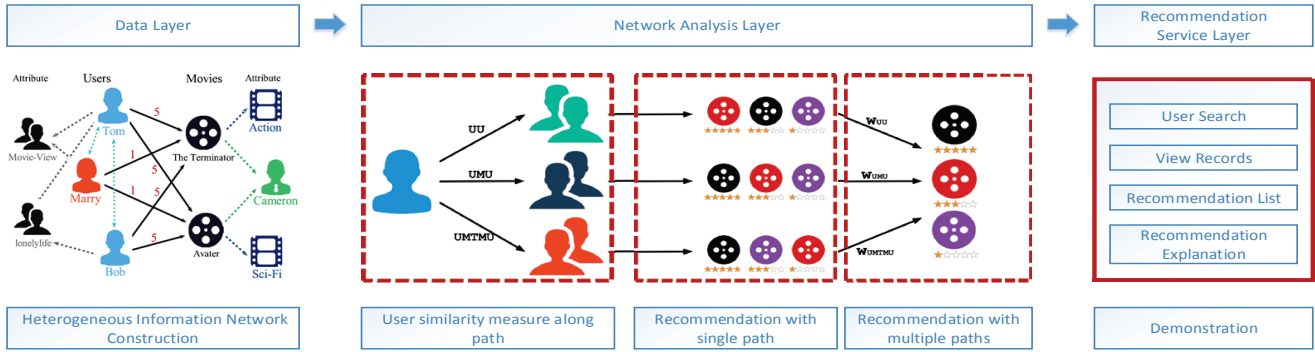 Data Layer
Network Analysis Layer
Recommendation
Service Layer
Attribute
Users
Movies
Attribute
5
Tom
Action
Movie-View
1
The Terminator
5
Marry
1
5
Cameron
lonelylife
5
Avater
Bob
Sci-Fi
UU
UMU
UMTMU
WUU
WUMU
WUMTMU
User Search
View Records
Recommendation List
Recommendation
Explanation
Heterogeneous Information Network
Construction
User similarity measure along
path
Recommendation with
single path
Recommendation with
multiple paths
Demonstration